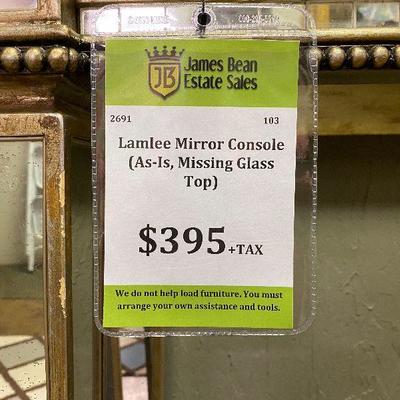 James Bean
Estate Sales
JB
2691 103
Lamlee Mirror Console
(As-Is, Missing Glass
Top)
$395 +TAX
We do not help load furniture. You must
arrange your own assistance and tools.